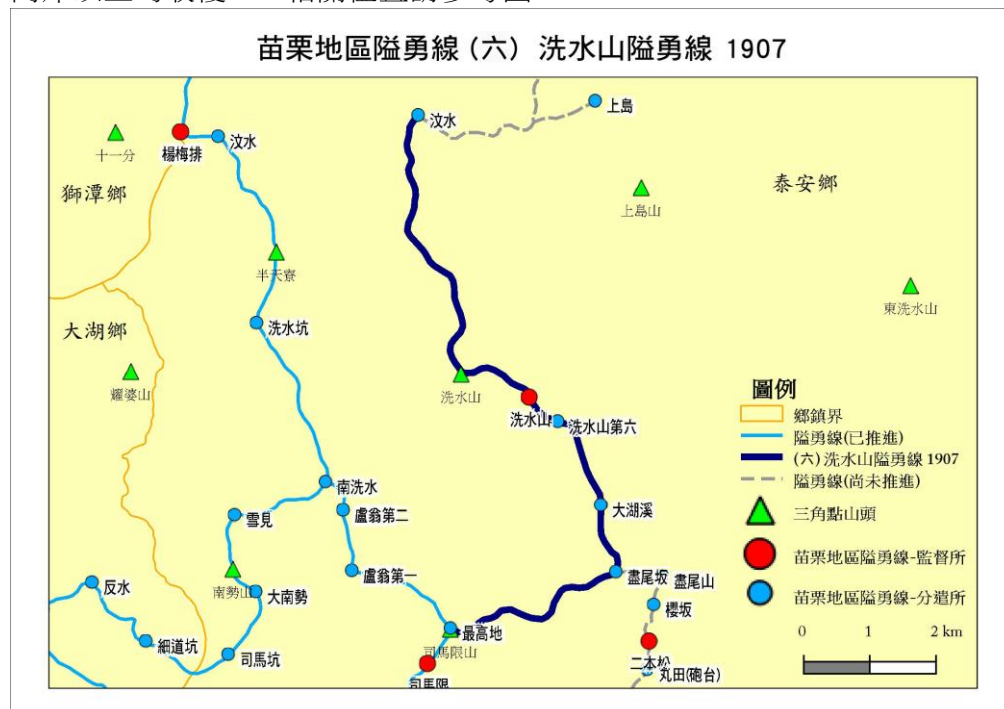 苗栗地區隘勇線(六) 洗水山隘勇線 1907
上島
汶水
楊梅排
汶水
十一分
獅潭鄉
泰安鄉
上島山
半天寮
東洗水山
洗水坑
大湖鄉
耀婆山
洗水山
洗水山
洗水山第六
圖例
鄉鎮界
隘勇線(已推進)
(六)洗水山隘勇線 1907
隘勇線(尚未推進)
三角點山頭
苗栗地區隘勇線-監督所
苗栗地區隘勇線-分遣所
0 1 2 km
南洗水
盧翁第二
雪見
大湖溪
盧翁第一
盡尾坂
盡尾山
南勢山
大南勢
反水
櫻坂
細道坑
最高地
司馬限山
司馬坑
二本松
司馬限
丸田(砲台)